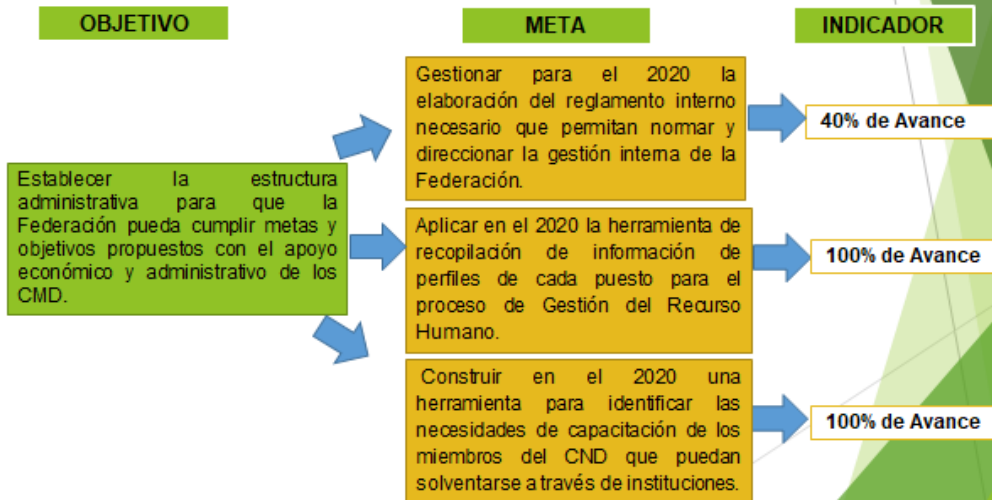 OBJETIVO
META
INDICADOR
Establecer la estructura
administrativa para que la
Federación pueda cumplir metas y
objetivos propuestos con el apoyo
económico y administrativo de los
CMD.
Gestionar para el 2020 la
elaboración del reglamento interno
necesario que permitan normar y
direccionar la gestión interna de la
Federación.
40% de Avance
Aplicar en el 2020 la herramienta de
recopilación de información de
perfiles de cada puesto para el
proceso de Gestión del Recurso
Humano.
100% de Avance
Construir en el 2020 una
herramienta para identificar las
necesidades de capacitación de los
miembros del CND que puedan
solventarse a través de instituciones.
100% de Avance